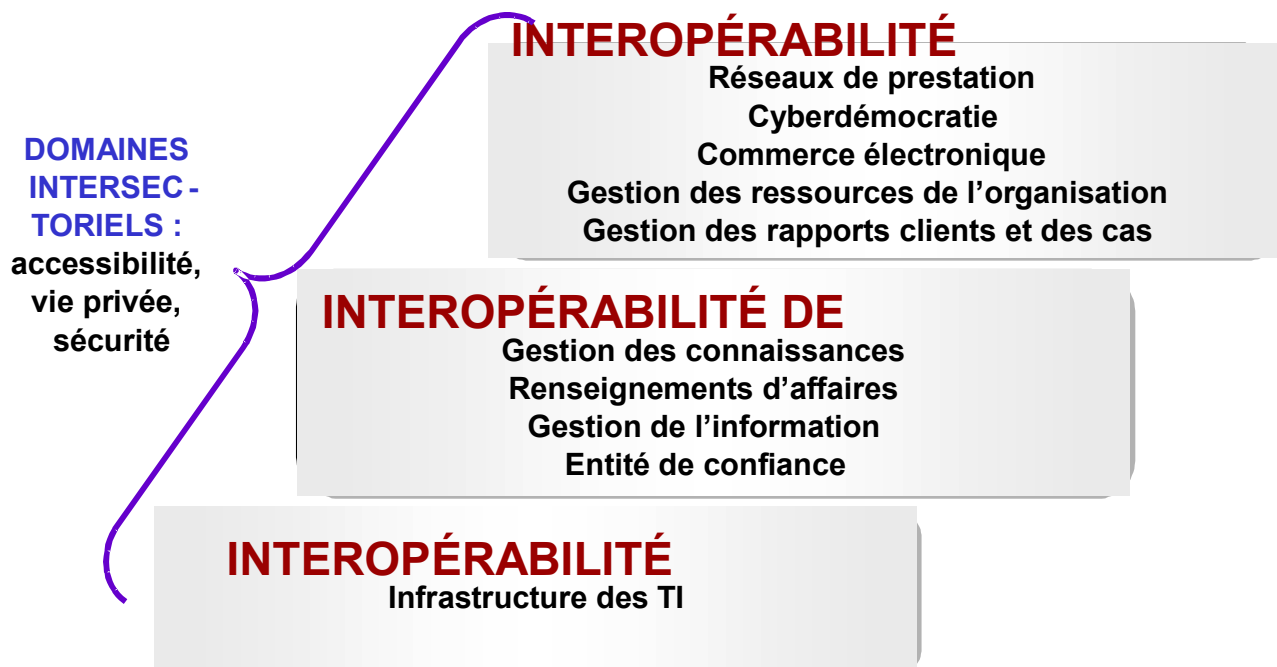 DOMAINES
INTERSEC -
TORIELS :
accessibilité,
vie privée,
sécurité
INTEROPÉRABILITÉ
Réseaux de prestation
Cyberdémocratie
Commerce électronique
Gestion des ressources de l’organisation
Gestion des rapports clients et des cas
INTEROPÉRABILITÉ DE
Gestion des connaissances
Renseignements d’affaires
Gestion de l’information
Entité de confiance
INTEROPÉRABILITÉ
Infrastructure des TI